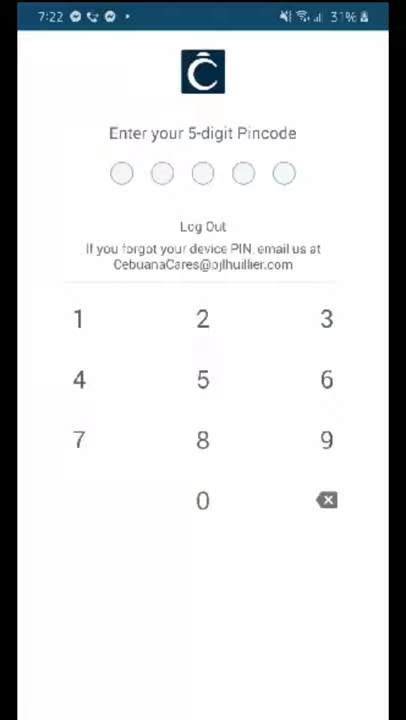 7:22 31%
C
Enter your 5-digit Pincode
Log Out
If you forgot your device PIN, email us at
CebuanaCares@pjlhuillier.com
1 2 3
4 5 6
7 8 9
0